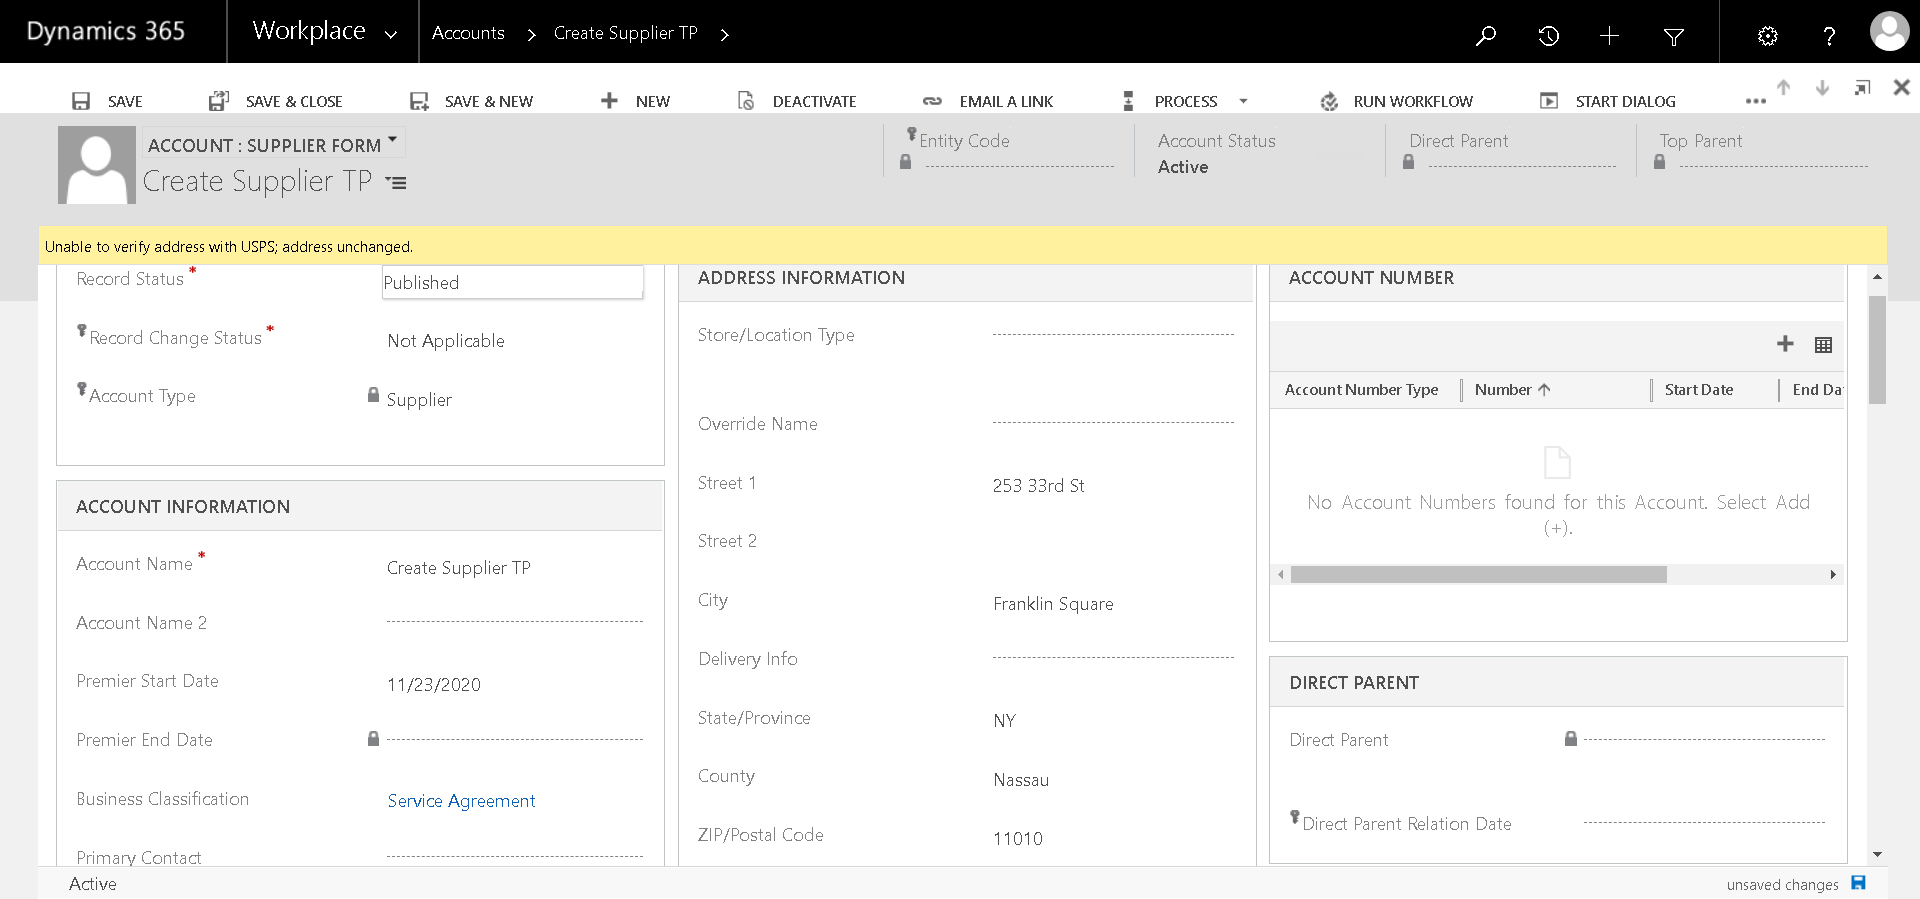 Dynamics 365
Workplace
Accounts
Create Supplier TP
SAVE
SAVE & CLOSE
SAVE & NEW
NEW
DEACTIVATE
EMAIL A LINK
PROCESS
RUN WORKFLOW
START DIALOG
ACCOUNT : SUPPLIER FORM
Create Supplier TP
Entity Code
Account Status
Active
Direct Parent
Top Parent
Unable to verify address with USPS; address unchanged.
Record Status *
Published
Record Change Status *
Not Applicable
Account Type
Supplier
ACCOUNT INFORMATION
Account Name *
Create Supplier TP
Account Name 2
Premier Start Date
11/23/2020
Premier End Date
Business Classification
Service Agreement
Primary Contact
ADDRESS INFORMATION
Store/Location Type
Override Name
Street 1
253 33rd St
Street 2
City
Franklin Square
Delivery Info
State/Province
NY
County
Nassau
ZIP/Postal Code
11010
ACCOUNT NUMBER
Account Number Type
Number
Start Date
End Da
No Account Numbers found for this Account. Select Add
(+).
DIRECT PARENT
Direct Parent
Direct Parent Relation Date
Active
unsaved changes